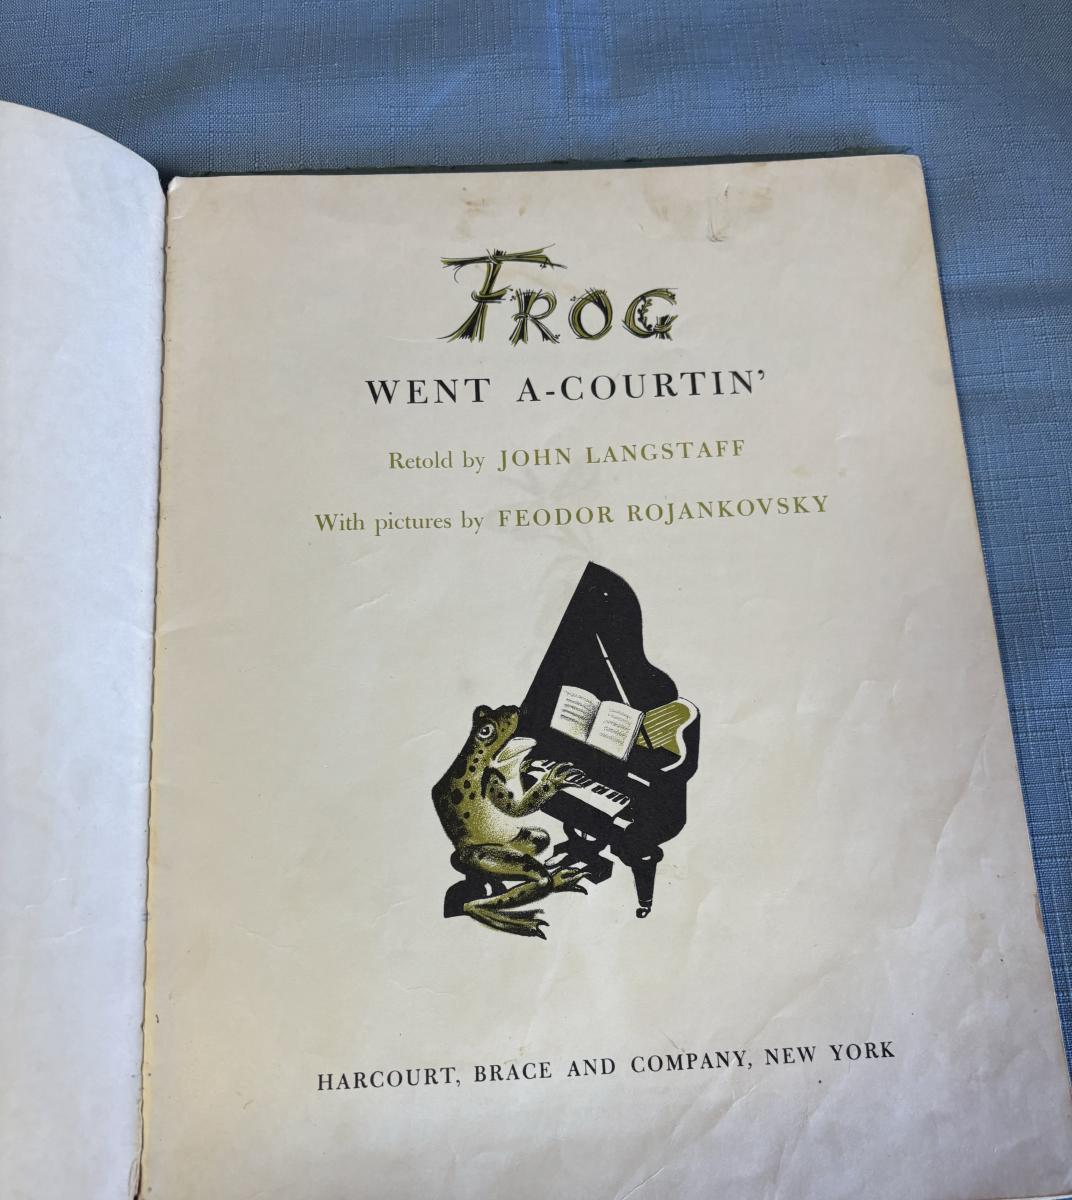 FROG
WENT A-COURTIN’
Retold by JOHN LANGSTAFF
With pictures by FEODOR ROJANKOVSKY
HARCOURT, BRACE AND COMPANY, NEW YORK